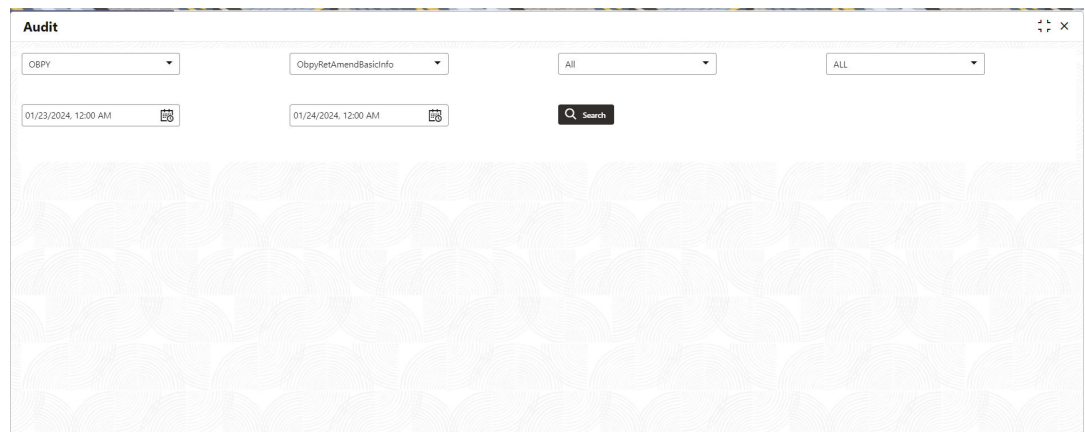 Audit
OBPY ObpyRetAmendBasicInfo All ALL
01/23/2024, 12:00 AM 01/24/2024, 12:00 AM Search